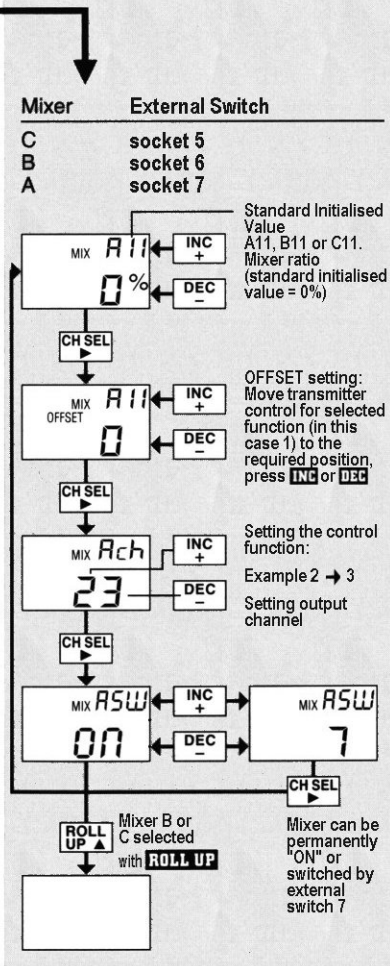 Mixer External Switch
C socket 5
B socket 6
A socket 7
MIX A11
0%
INC
+
DEC
–
Standard Initialised
Value
A11, B11 or C11.
Mixer ratio
(standard initialised
value = 0%)
CH SEL
▶
MIX A11
OFFSET
0
INC
+
DEC
–
OFFSET setting:
Move transmitter
control for selected
function (in this
case 1) to the
required position,
press INC or DEC
CH SEL
▶
MIX Ach
23
INC
+
DEC
–
Setting the control
function:
Example 2 → 3
Setting output
channel
CH SEL
▶
MIX ASW
ON
INC
+
DEC
–
MIX ASW
7
CH SEL
▶
ROLL
UP ▲
Mixer B or
C selected
with ROLL UP
Mixer can be
permanently
"ON" or
switched by
external
switch 7